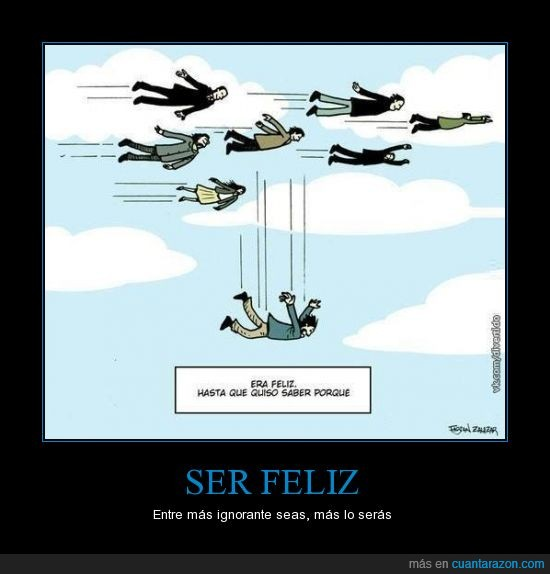 vk.com/divertido
ERA FELIZ.
HASTA QUE QUISO SABER PORQUE
SER FELIZ
Entre más ignorante seas, más lo serás
más en cuantarazon.com